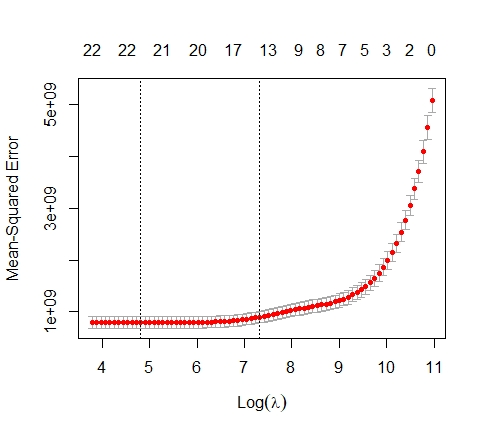 22 22 21 20 17 13 9 8 7 5 3 2 0
Mean-Squared Error
5e+09
3e+09
1e+09
4 5 6 7 8 9 10 11
Log(λ)